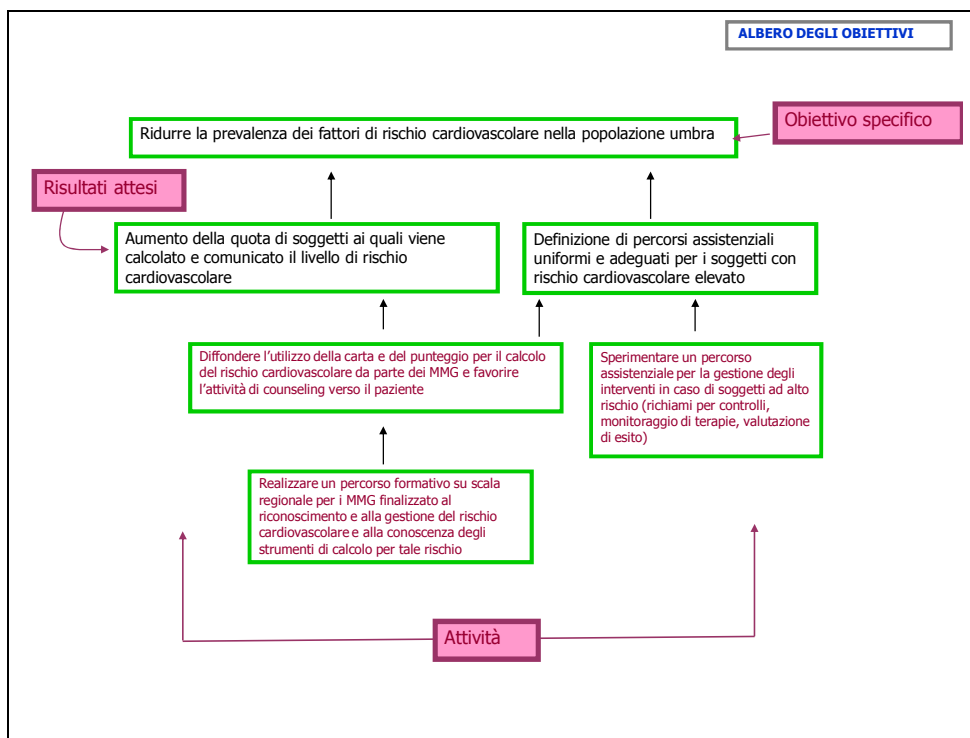 ALBERO DEGLI OBIETTIVI
Obiettivo specifico
Ridurre la prevalenza dei fattori di rischio cardiovascolare nella popolazione umbra
Risultati attesi
Aumento della quota di soggetti ai quali viene
calcolato e comunicato il livello di rischio
cardiovascolare
Definizione di percorsi assistenziali
uniformi e adeguati per i soggetti con
rischio cardiovascolare elevato
Diffondere l'utilizzo della carta e del punteggio per il calcolo
del rischio cardiovascolare da parte dei MMG e favorire
l'attività di counseling verso il paziente
Sperimentare un percorso
assistenziale per la gestione degli
interventi in caso di soggetti ad alto
rischio (richiami per controlli,
monitoraggio di terapie, valutazione
di esito)
Realizzare un percorso formativo su scala
regionale per i MMG finalizzato al
riconoscimento e alla gestione del rischio
cardiovascolare e alla conoscenza degli
strumenti di calcolo per tale rischio
Attività